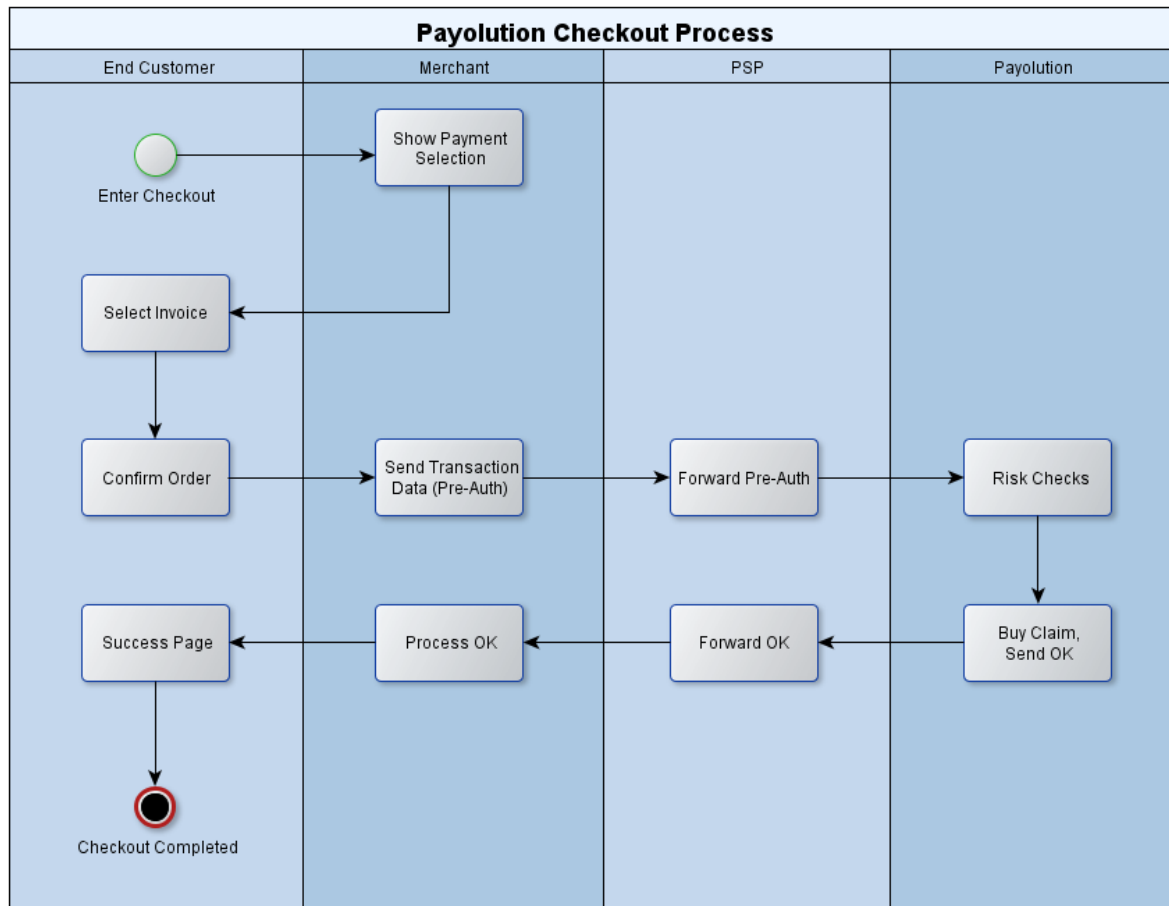 Payolution Checkout Process
End Customer
Merchant
PSP
Payolution
Show Payment
Selection
Enter Checkout
Select Invoice
Confirm Order
Send Transaction
Data (Pre-Auth)
Forward Pre-Auth
Risk Checks
Success Page
Process OK
Forward OK
Buy Claim,
Send OK
Checkout Completed